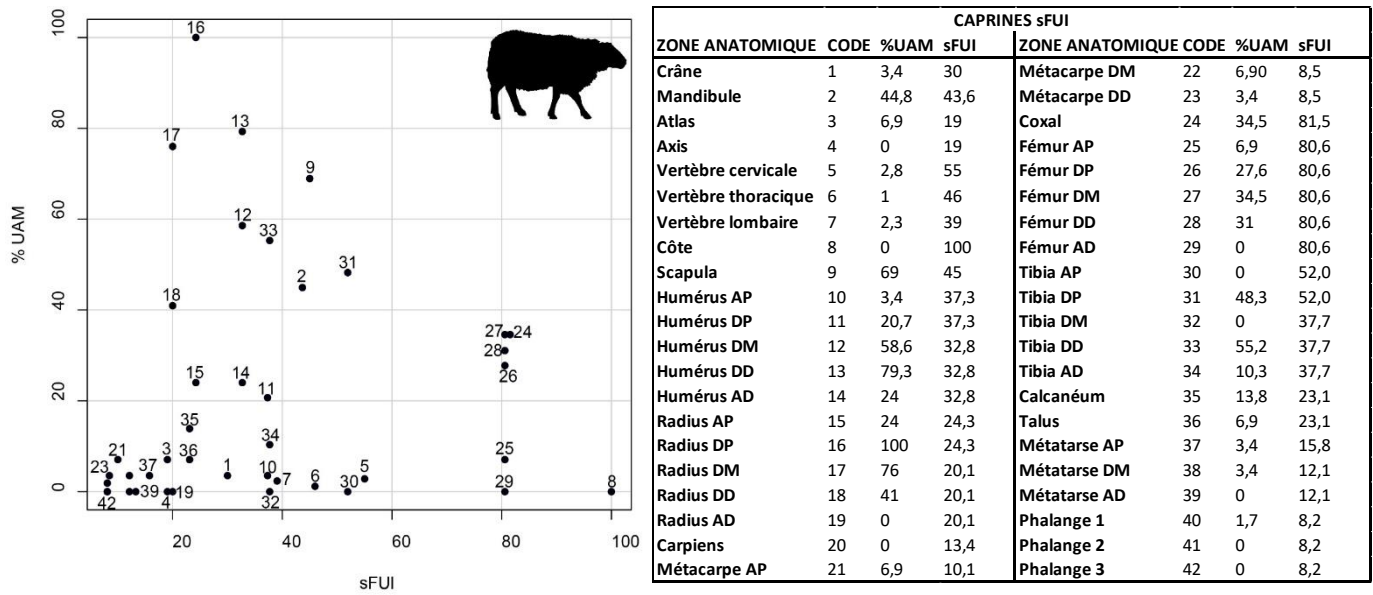 100
80
60
40
20
0
% UAM
16
13
17
9
12
33
31
2
18
27 24
28
26
15 14
11
35
34
21 3 36
25
23 37 1 10 7 6 5
42 39 4 19 32 30 29 8
20 40 60 80 100
sFUI
CAPRINES sFUI
ZONE ANATOMIQUE CODE %UAM sFUI ZONE ANATOMIQUE CODE %UAM sFUI
Crâne 1 3,4 30 Métacarpe DM 22 6,90 8,5
Mandibule 2 44,8 43,6 Métacarpe DD 23 3,4 8,5
Atlas 3 6,9 19 Coxal 24 34,5 81,5
Axis 4 0 19 Fémur AP 25 6,9 80,6
Vertèbre cervicale 5 2,8 55 Fémur DP 26 27,6 80,6
Vertèbre thoracique 6 1 46 Fémur DM 27 34,5 80,6
Vertèbre lombaire 7 2,3 39 Fémur DD 28 31 80,6
Côte 8 0 100 Fémur AD 29 0 80,6
Scapula 9 69 45 Tibia AP 30 0 52,0
Humérus AP 10 3,4 37,3 Tibia DP 31 48,3 52,0
Humérus DP 11 20,7 37,3 Tibia DM 32 0 37,7
Humérus DM 12 58,6 32,8 Tibia DD 33 55,2 37,7
Humérus DD 13 79,3 32,8 Tibia AD 34 10,3 37,7
Humérus AD 14 24 32,8 Calcanéum 35 13,8 23,1
Radius AP 15 24 24,3 Talus 36 6,9 23,1
Radius DP 16 100 24,3 Métatarse AP 37 3,4 15,8
Radius DM 17 76 20,1 Métatarse DM 38 3,4 12,1
Radius DD 18 41 20,1 Métatarse AD 39 0 12,1
Radius AD 19 0 20,1 Phalange 1 40 1,7 8,2
Carpiens 20 0 13,4 Phalange 2 41 0 8,2
Métacarpe AP 21 6,9 10,1 Phalange 3 42 0 8,2